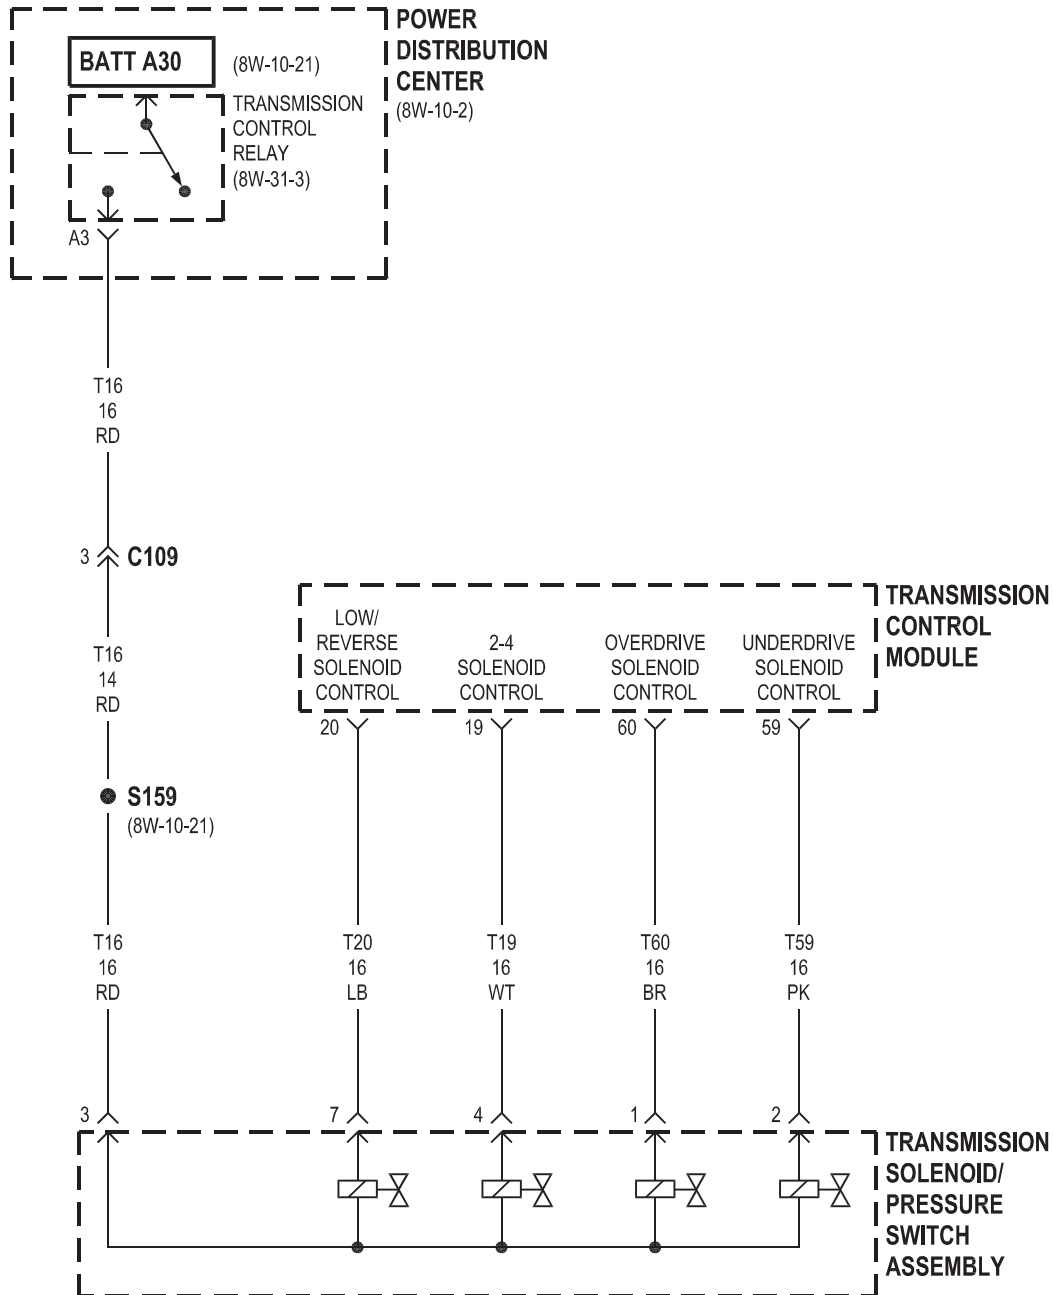 POWER
DISTRIBUTION
CENTER
(8W-10-2)
BATT A30
(8W-10-21)
TRANSMISSION
CONTROL
RELAY
(8W-31-3)
A3
T16
16
RD
3
C109
T16
14
RD
S159
(8W-10-21)
T16
16
RD
3
TRANSMISSION
CONTROL
MODULE
LOW/
REVERSE
SOLENOID
CONTROL
2-4
SOLENOID
CONTROL
OVERDRIVE
SOLENOID
CONTROL
UNDERDRIVE
SOLENOID
CONTROL
20
19
60
59
T20
16
LB
T19
16
WT
T60
16
BR
T59
16
PK
7
4
1
2
TRANSMISSION
SOLENOID/
PRESSURE
SWITCH
ASSEMBLY